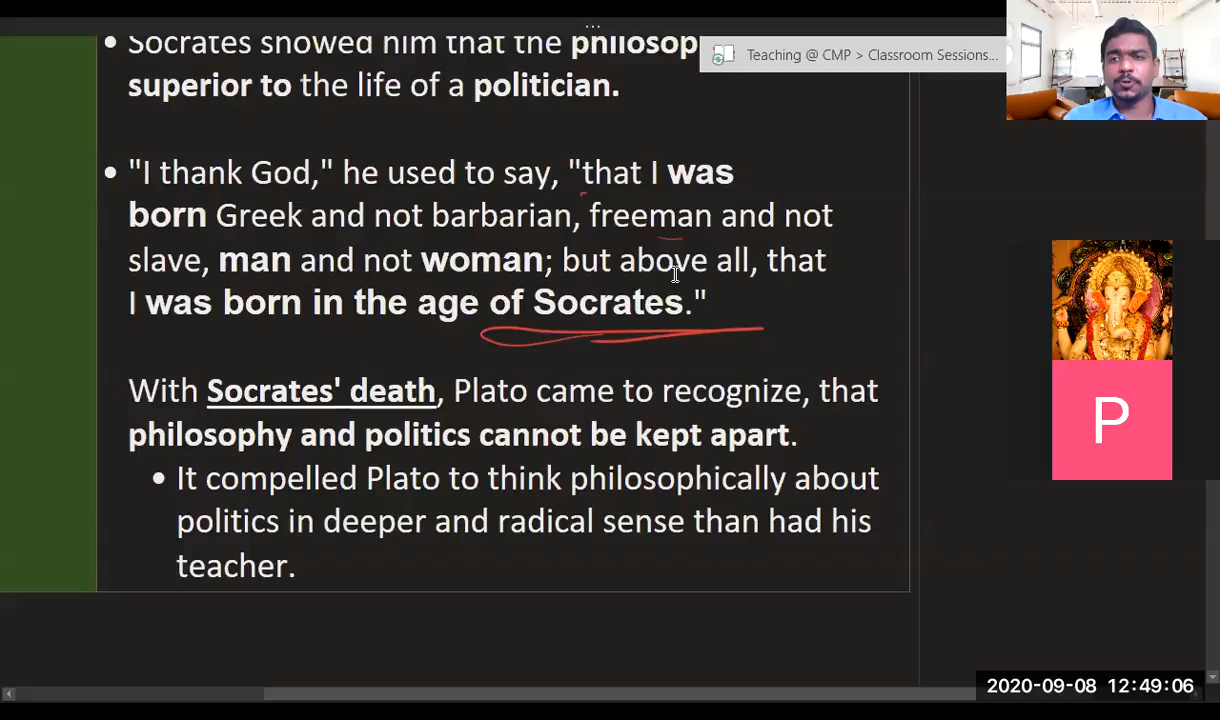 ...
• Socrates showed him that the philosop
Teaching @ CMP > Classroom Sessions...
superior to the life of a politician.
• "I thank God," he used to say, "that I was
born Greek and not barbarian, freeman and not
slave, man and not woman; but above all, that
I was born in the age of Socrates."
With Socrates' death, Plato came to recognize, that
philosophy and politics cannot be kept apart.
• It compelled Plato to think philosophically about
politics in deeper and radical sense than had his
teacher.
P
2020-09-08 12:49:06